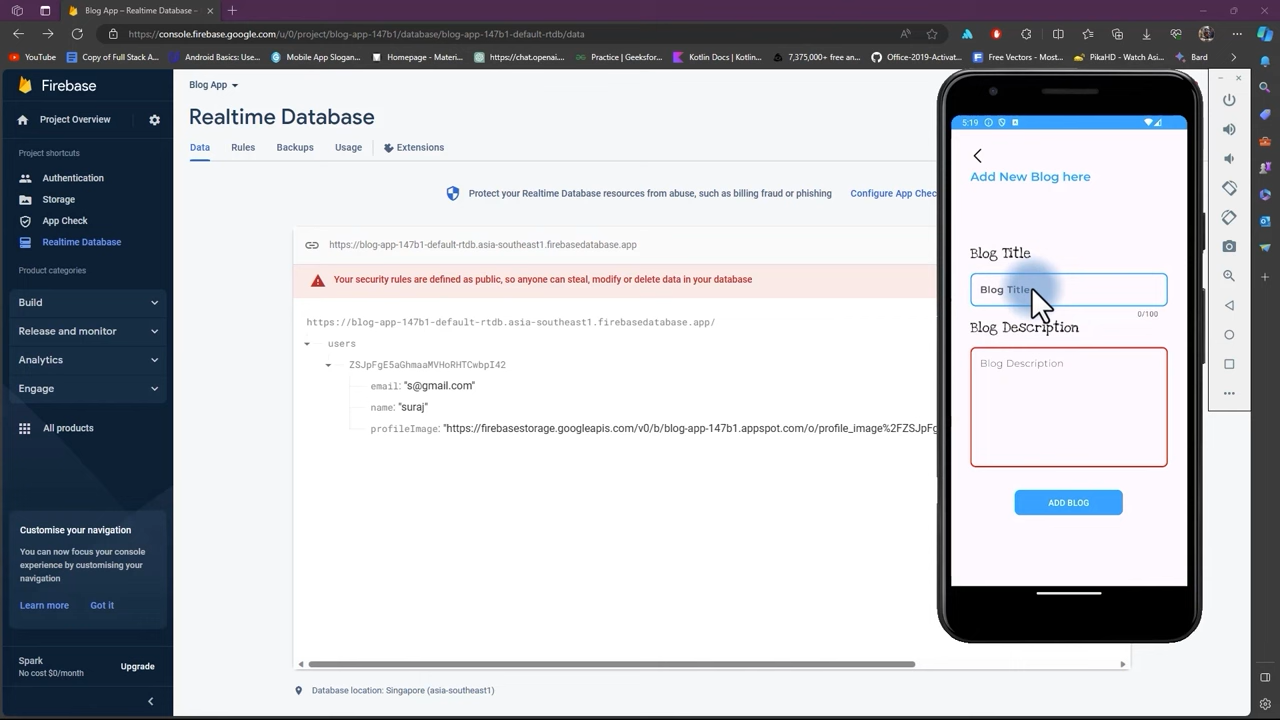 Blog App – Realtime Database –
https://console.firebase.google.com/u/0/project/blog-app-147b1/database/blog-app-147b1-default-rtdb/data
YouTube
Copy of Full Stack A...
Android Basics: Use...
Mobile App Slogan...
Homepage - Materi...
https://chat.openai...
Practice | Geeksfor...
Kotlin Docs | Kotlin...
7,375,000+ free an...
PikaHD - Watch Asi...
Office-2019-Activat...
Free Vectors - Mos...
Bard
Firebase
Project Overview
Project shortcuts
Authentication
Storage
App Check
Realtime Database
Product categories
Build
Release and monitor
Analytics
Engage
All products
Customise your navigation
You can now focus your console
experience by customising your
navigation
Learn more
Got it
Spark
No cost $0/month
Upgrade
Blog App
Realtime Database
Data
Rules
Backups
Usage
Extensions
Protect your Realtime Database resources from abuse, such as billing fraud or phishing
Configure App Chec
https://blog-app-147b1-default-rtdb.asia-southeast1.firebasedatabase.app
Your security rules are defined as public, so anyone can steal, modify or delete data in your database
https://blog-app-147b1-default-rtdb.asia-southeast1.firebasedatabase.app/
users
ZSJpFgE5aGhmaaMVHoRHTCwbpI42
email: "s@gmail.com"
name: "suraj"
profileImage: "https://firebasestorage.googleapis.com/v0/b/blog-app-147b1.appspot.com/o/profile_image%2FZSJpFg
Database location: Singapore (asia-southeast1)
5:19
Add New Blog here
Blog Title
Blog Title
0/100
Blog Description
Blog Description
ADD BLOG